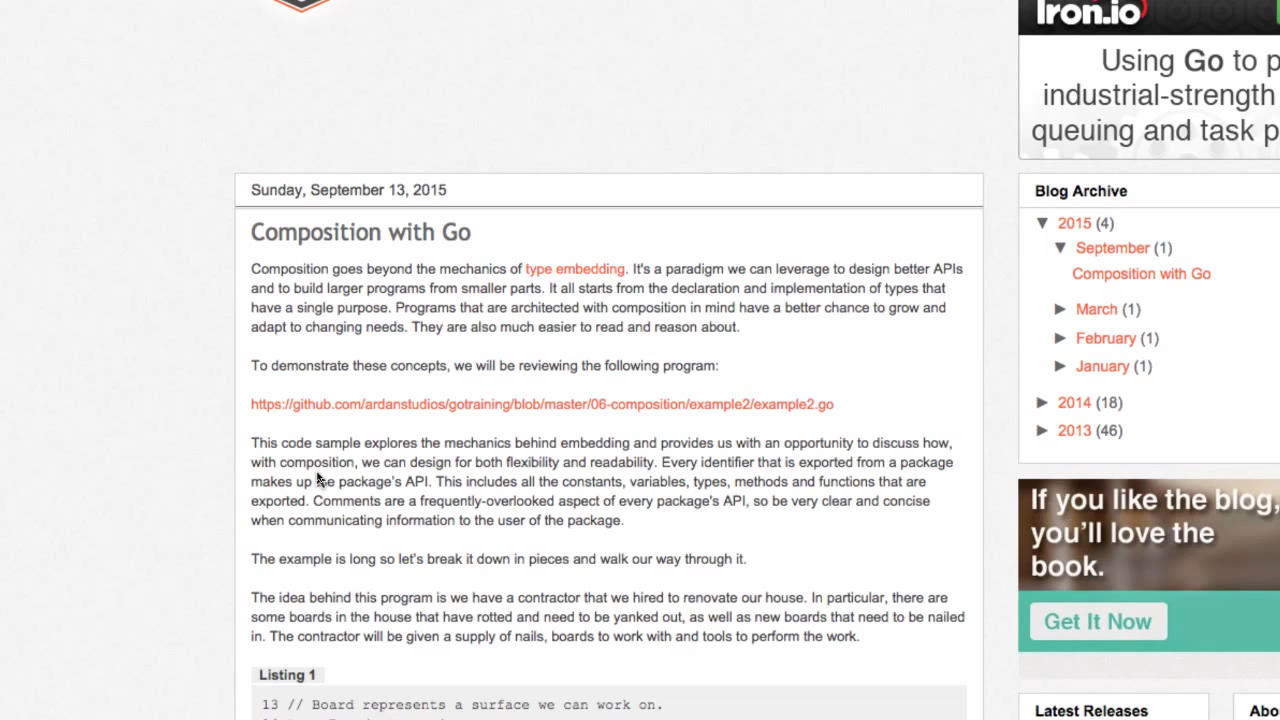 Iron.io
Using Go to p
industrial-strength
queuing and task p
Sunday, September 13, 2015
Composition with Go
Composition goes beyond the mechanics of type embedding. It's a paradigm we can leverage to design better APIs
and to build larger programs from smaller parts. It all starts from the declaration and implementation of types that
have a single purpose. Programs that are architected with composition in mind have a better chance to grow and
adapt to changing needs. They are also much easier to read and reason about.
To demonstrate these concepts, we will be reviewing the following program:
https://github.com/ardanstudios/gotraining/blob/master/06-composition/example2/example2.go
This code sample explores the mechanics behind embedding and provides us with an opportunity to discuss how,
with composition, we can design for both flexibility and readability. Every identifier that is exported from a package
makes up the package's API. This includes all the constants, variables, types, methods and functions that are
exported. Comments are a frequently-overlooked aspect of every package's API, so be very clear and concise
when communicating information to the user of the package.
The example is long so let's break it down in pieces and walk our way through it.
The idea behind this program is we have a contractor that we hired to renovate our house. In particular, there are
some boards in the house that have rotted and need to be yanked out, as well as new boards that need to be nailed
in. The contractor will be given a supply of nails, boards to work with and tools to perform the work.
Listing 1
13 // Board represents a surface we can work on.
Blog Archive
▼ 2015 (4)
▼ September (1)
Composition with Go
► March (1)
► February (1)
► January (1)
► 2014 (18)
► 2013 (46)
If you like the blog,
you'll love the
book.
Get It Now
Latest Releases
Abo